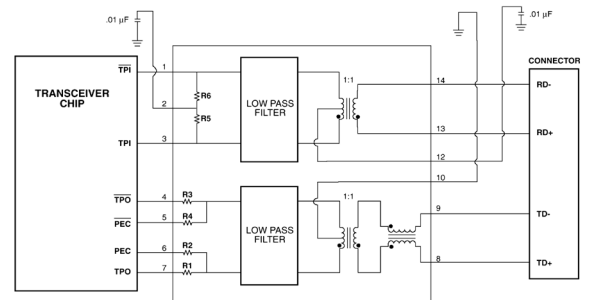 .01 µF
.01 µF
CONNECTOR
TRANSCEIVER
CHIP
TPI
1
R6
2
R5
TPI
3
LOW PASS
FILTER
1:1
14
RD-
13
RD+
12
10
TPO
4
R3
PEC
5
R4
PEC
6
R2
TPO
7
R1
LOW PASS
FILTER
1:1
9
TD-
8
TD+